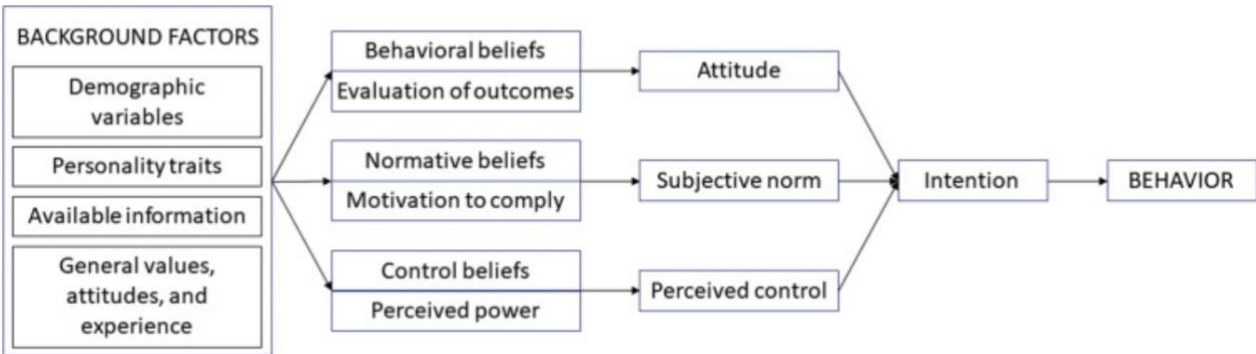 BACKGROUND FACTORS
Demographic
variables
Personality traits
Available information
General values,
attitudes, and
experience
Behavioral beliefs
Evaluation of outcomes
Normative beliefs
Motivation to comply
Control beliefs
Perceived power
Attitude
Subjective norm
Perceived control
Intention
BEHAVIOR